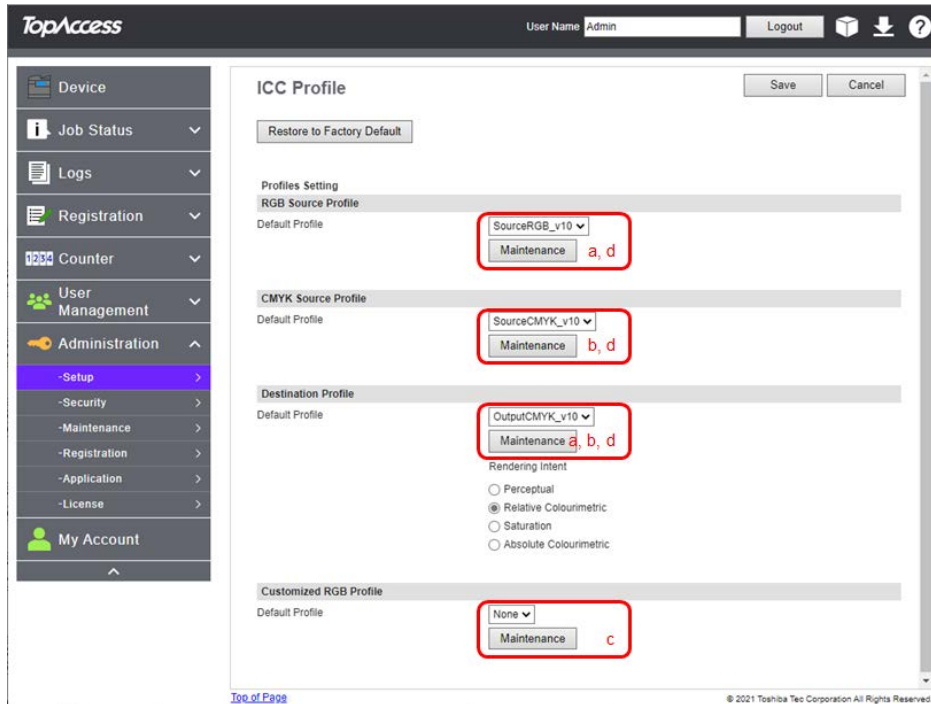 TopAccess
User Name Admin Logout
Device
Job Status
Logs
Registration
1234 Counter
User
Management
Administration
-Setup
-Security
-Maintenance
-Registration
-Application
-License
My Account
ICC Profile
Save Cancel
Restore to Factory Default
Profiles Setting
RGB Source Profile
Default Profile SourceRGB_v10
Maintenance a, d
CMYK Source Profile
Default Profile SourceCMYK_v10
Maintenance b, d
Destination Profile
Default Profile OutputCMYK_v10
Maintenance a, b, d
Rendering Intent
Perceptual
Relative Colourimetric
Saturation
Absolute Colourimetric
Customized RGB Profile
Default Profile None
Maintenance c
Top of Page
© 2021 Toshiba Tec Corporation All Rights Reserved